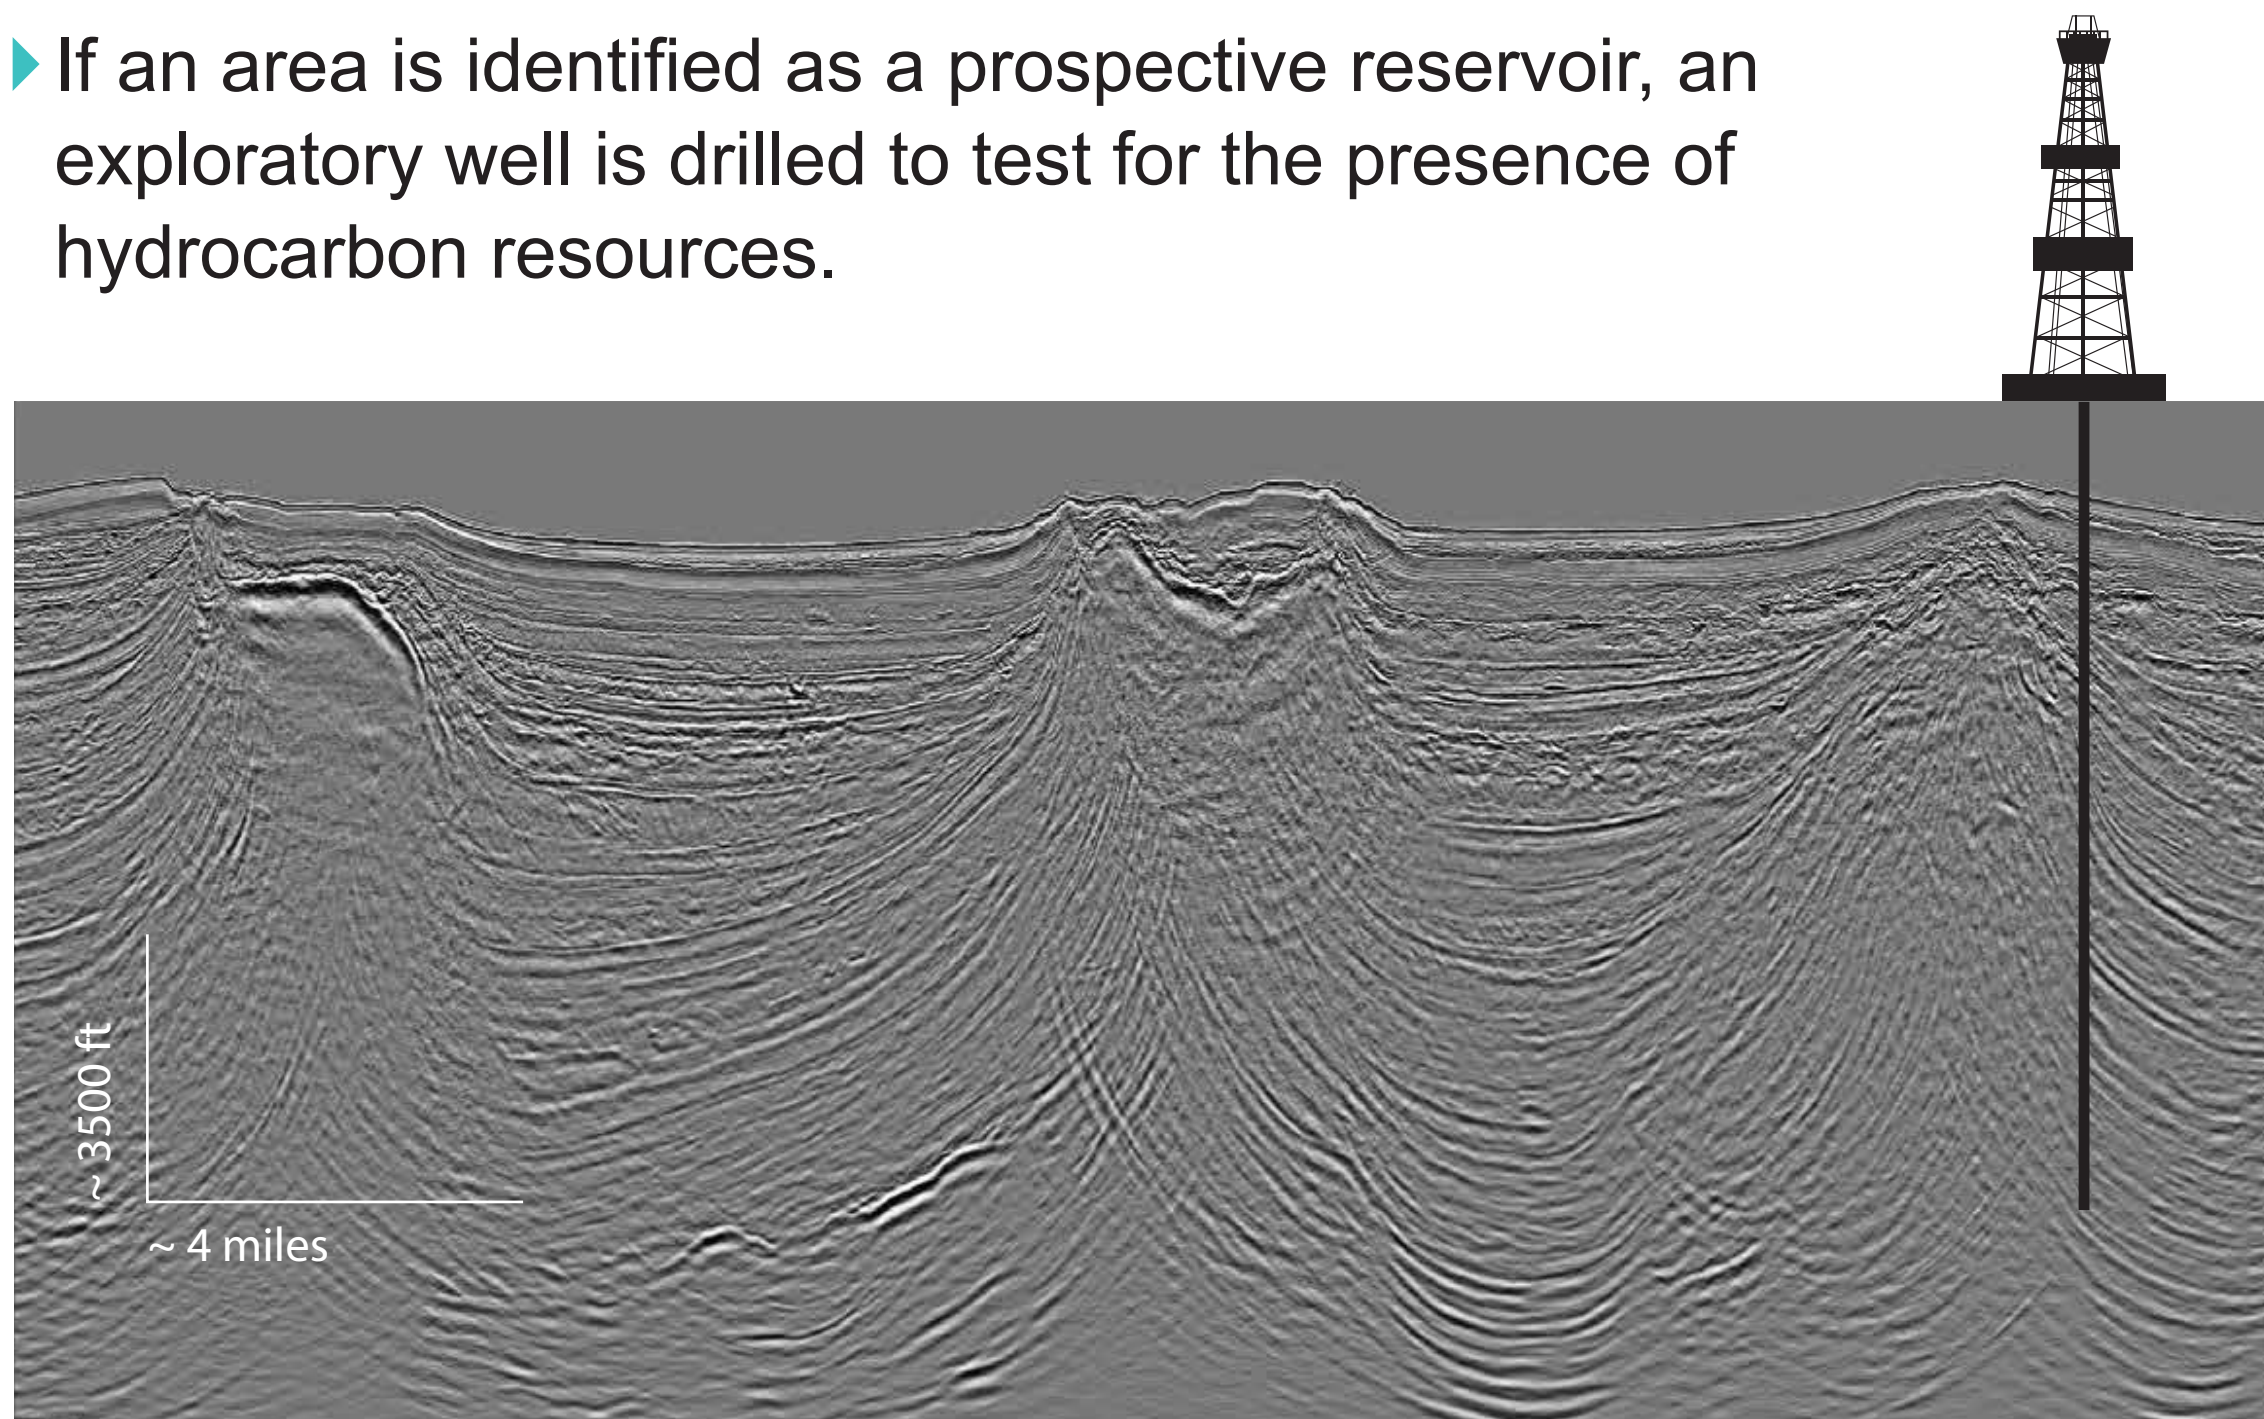 If an area is identified as a prospective reservoir, an
exploratory well is drilled to test for the presence of
hydrocarbon resources.
~ 3500 ft
~ 4 miles